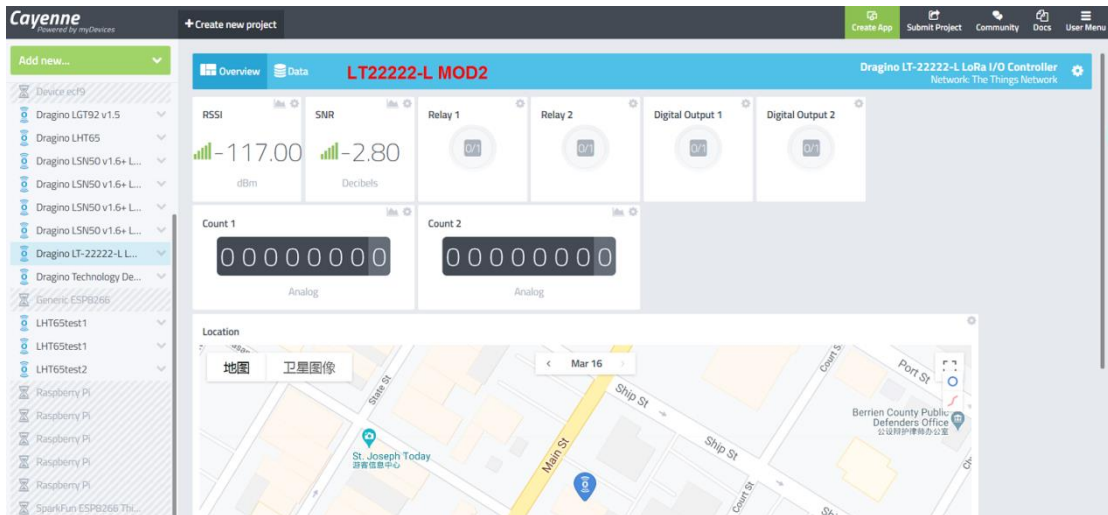 Cayenne
Powered by myDevices
+ Create new project
Create App
Submit Project
Community
Docs
User Menu
Add new...
Device ecf9
Dragino LGT92 v1.5
Dragino LHT65
Dragino LSN50 v1.6+ L...
Dragino LSN50 v1.6+ L...
Dragino LSN50 v1.6+ L...
Dragino LSN50 v1.6+ L...
Dragino LT-22222-L L...
Dragino Technology De...
Generic ESP8266
LHT65test1
LHT65test1
LHT65test2
Raspberry Pi
Raspberry Pi
Raspberry Pi
Raspberry Pi
Raspberry Pi
SparkFun ESP8266 Thi...
Overview
Data
LT22222-L MOD2
Dragino LT-22222-L LoRa I/O Controller
Network: The Things Network
RSSI
-117.00
dBm
SNR
-2.80
Decibels
Relay 1
0/1
Relay 2
0/1
Digital Output 1
0/1
Digital Output 2
0/1
Count 1
00000000
Analog
Count 2
00000000
Analog
Location
地图
卫星图像
< Mar 16 >
State St
St. Joseph Today
游客信息中心
Main St
Ship St
Ship St
Court St
Court St
Port St
Berrien County Public
Defenders Office
公设辩护律师办公室